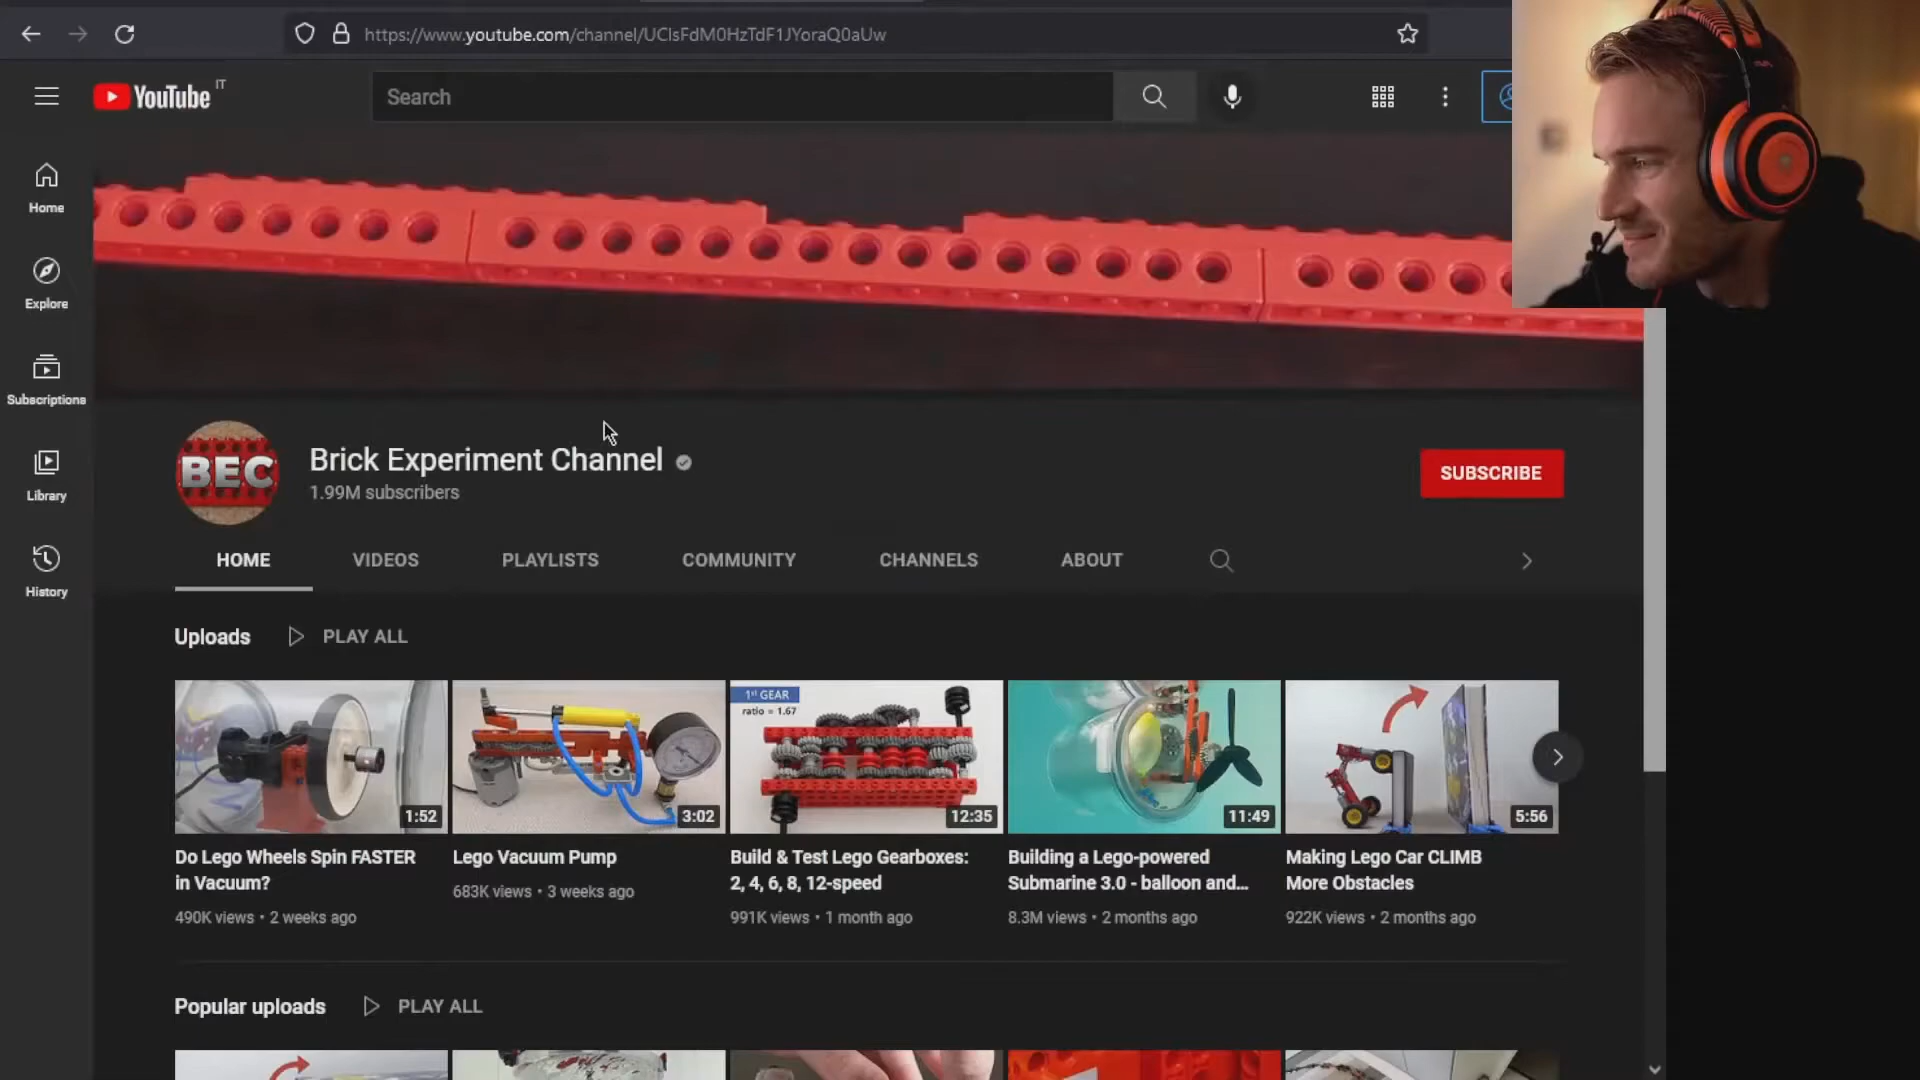 https://www.youtube.com/channel/UCIsFdM0HzTdF1JYoraQ0aUw
YouTube IT
Search
Home
Explore
Subscriptions
Library
History
BEC
Brick Experiment Channel
1.99M subscribers
SUBSCRIBE
HOME VIDEOS PLAYLISTS COMMUNITY CHANNELS ABOUT
Uploads PLAY ALL
1st GEAR
ratio = 1.67
1:52 3:02 12:35 11:49 5:56
Do Lego Wheels Spin FASTER
in Vacuum?
490K views • 2 weeks ago
Lego Vacuum Pump
683K views • 3 weeks ago
Build & Test Lego Gearboxes:
2, 4, 6, 8, 12-speed
991K views • 1 month ago
Building a Lego-powered
Submarine 3.0 - balloon and...
8.3M views • 2 months ago
Making Lego Car CLIMB
More Obstacles
922K views • 2 months ago
Popular uploads PLAY ALL